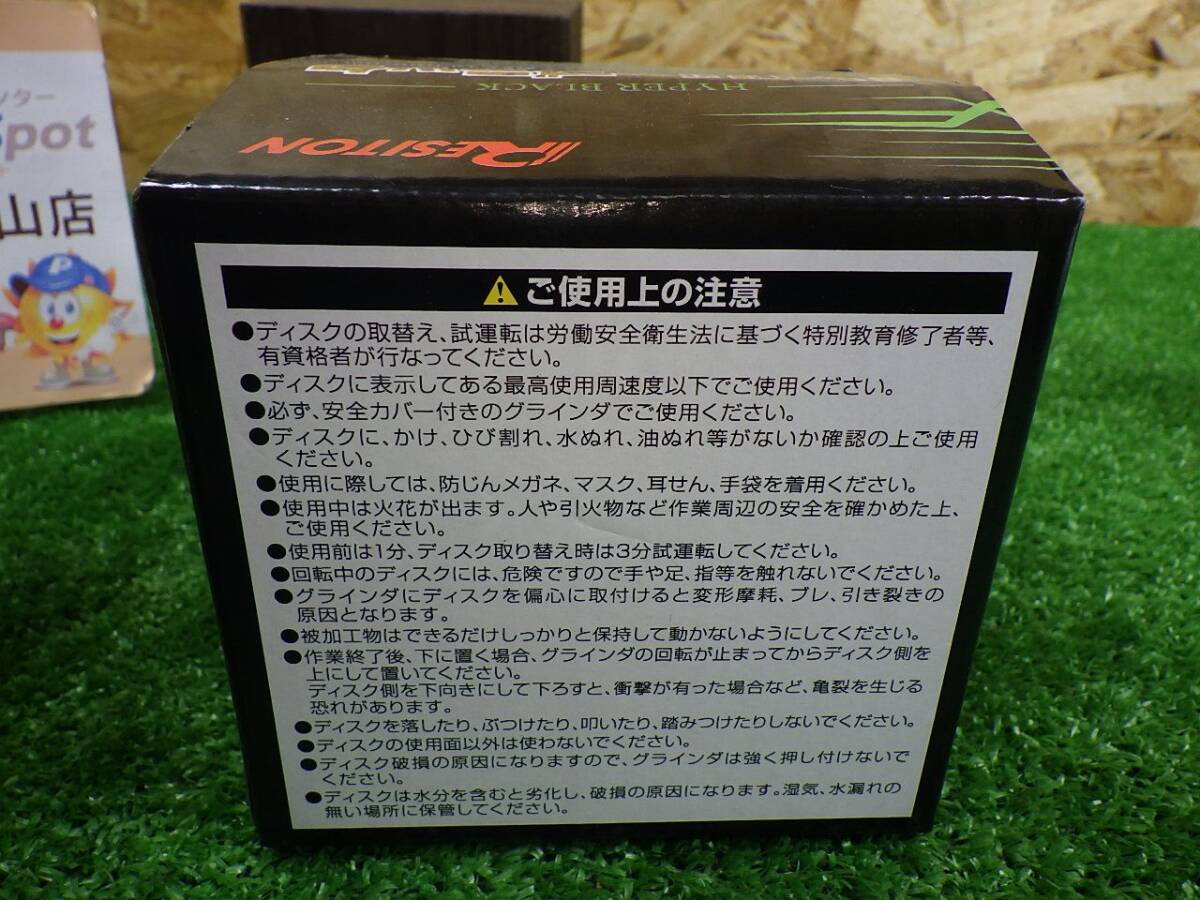 ンター
Spot
山店
P
HYPER BLACK
RESITON
ご使用上の注意
●ディスクの取替え、試運転は労働安全衛生法に基づく特別教育修了者等、
有資格者が行なってください。
●ディスクに表示してある最高使用周速度以下でご使用ください。
●必ず、安全カバー付きのグラインダでご使用ください。
●ディスクに、かけ、ひび割れ、水ぬれ、油ぬれ等がないか確認の上ご使用
ください。
●使用に際しては、防じんメガネ、マスク、耳せん、手袋を着用ください。
●使用中は火花が出ます。人や引火物など作業周辺の安全を確かめた上、
ご使用ください。
●使用前は1分、ディスク取り替え時は3分試運転してください。
●回転中のディスクには、危険ですので手や足、指等を触れないでください。
●グラインダにディスクを偏心に取付けると変形摩耗、ブレ、引き裂きの
原因となります。
●被加工物はできるだけしっかりと保持して動かないようにしてください。
●作業終了後、下に置く場合、グラインダの回転が止まってからディスク側を
上にして置いてください。
ディスク側を下向きにして下ろすと、衝撃が有った場合など、亀裂を生じる
恐れがあります。
●ディスクを落したり、ぶつけたり、叩いたり、踏みつけたりしないでください。
●ディスクの使用面以外は使わないでください。
●ディスク破損の原因になりますので、グラインダは強く押し付けないで
ください。
●ディスクは水分を含むと劣化し、破損の原因になります。湿気、水漏れの
無い場所に保管してください。